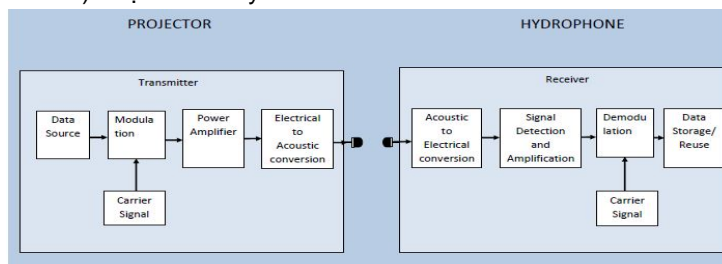 PROJECTOR
HYDROPHONE
Transmitter
Data
Source
Modula
tion
Power
Amplifier
Electrical
to
Acoustic
conversion
Carrier
Signal
Receiver
Acoustic
to
Electrical
conversion
Signal
Detection
and
Amplification
Demodu
lation
Data
Storage/
Reuse
Carrier
Signal